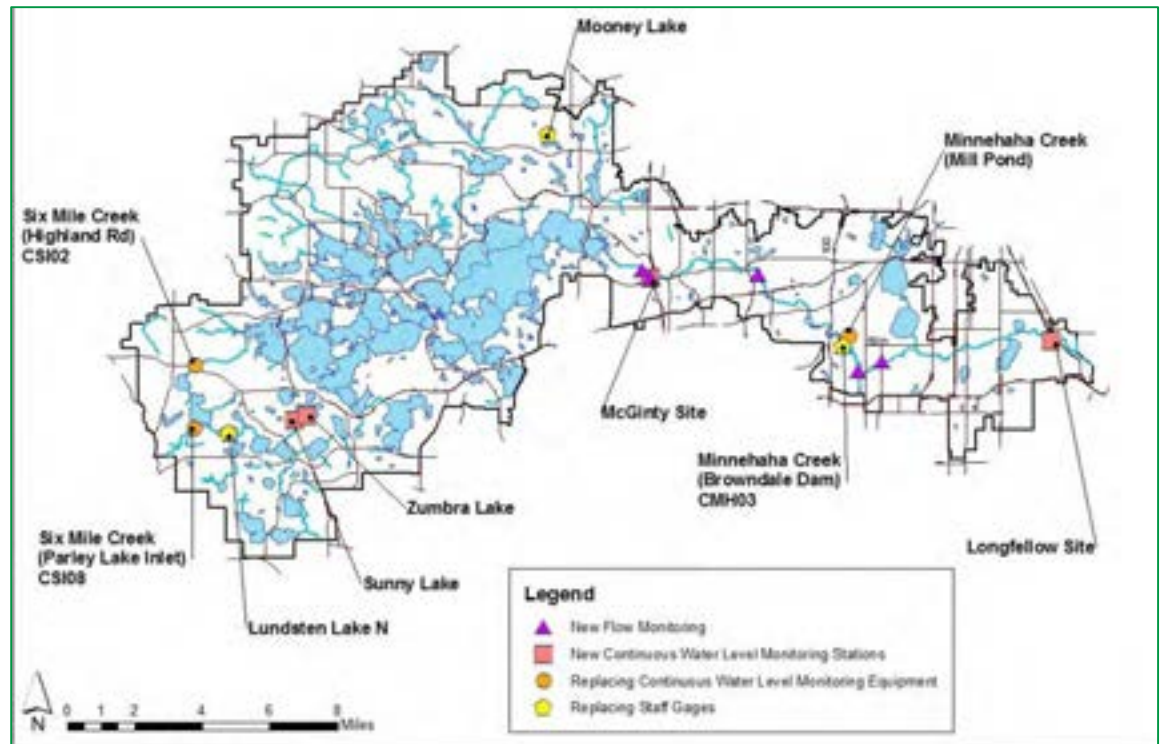 Mooney Lake
Minnehaha Creek
(Mill Pond)
Six Mile Creek
(Highland Rd)
CSI02
McGinty Site
Minnehaha Creek
(Browndale Dam)
CMH03
Zumbra Lake
Longfellow Site
Six Mile Creek
(Parley Lake Inlet)
CSI08
Sunny Lake
Lundsten Lake N
Legend
New Flow Monitoring
New Continuous Water Level Monitoring Stations
Replacing Continuous Water Level Monitoring Equipment
Replacing Staff Gages
N
0 1 2 4 6 8
Miles